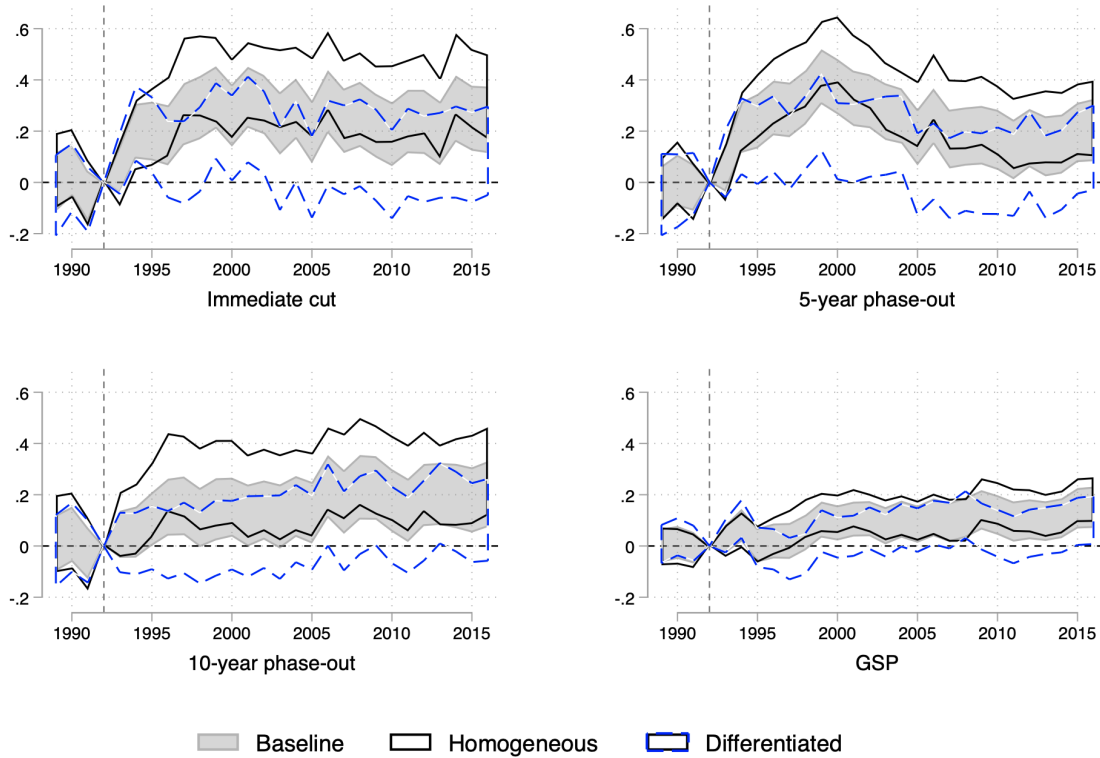 .6
.4
.2
0
-.2
1990 1995 2000 2005 2010 2015
Immediate cut
.6
.4
.2
0
-.2
1990 1995 2000 2005 2010 2015
5-year phase-out
.6
.4
.2
0
-.2
1990 1995 2000 2005 2010 2015
10-year phase-out
.6
.4
.2
0
-.2
1990 1995 2000 2005 2010 2015
GSP
Baseline Homogeneous Differentiated